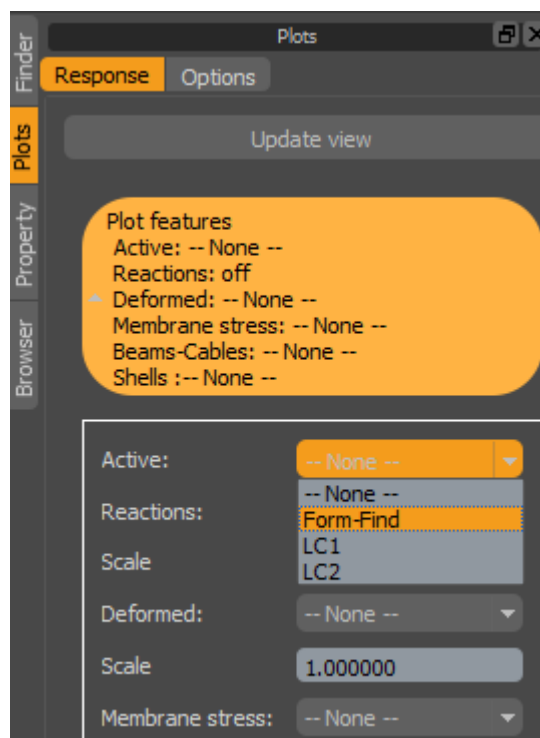 Plots
Finder
Plots
Property
Browser
Response Options
Update view
Plot features
Active: -- None --
Reactions: off
Deformed: -- None --
Membrane stress: -- None --
Beams-Cables: -- None --
Shells :-- None --
Active: -- None --
-- None --
Reactions: Form-Find
LC1
Scale LC2
Deformed: -- None --
Scale 1.000000
Membrane stress: -- None --